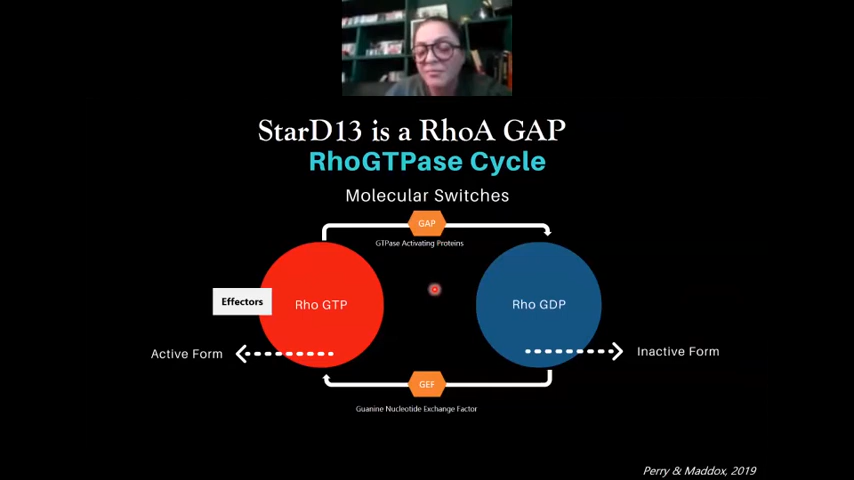 StarD13 is a RhoA GAP
RhoGTPase Cycle
Molecular Switches
GAP
GTPase Activating Proteins
Effectors
Rho GTP
Rho GDP
Active Form
Inactive Form
GEF
Guanine Nucleotide Exchange Factor
Perry & Maddox, 2019